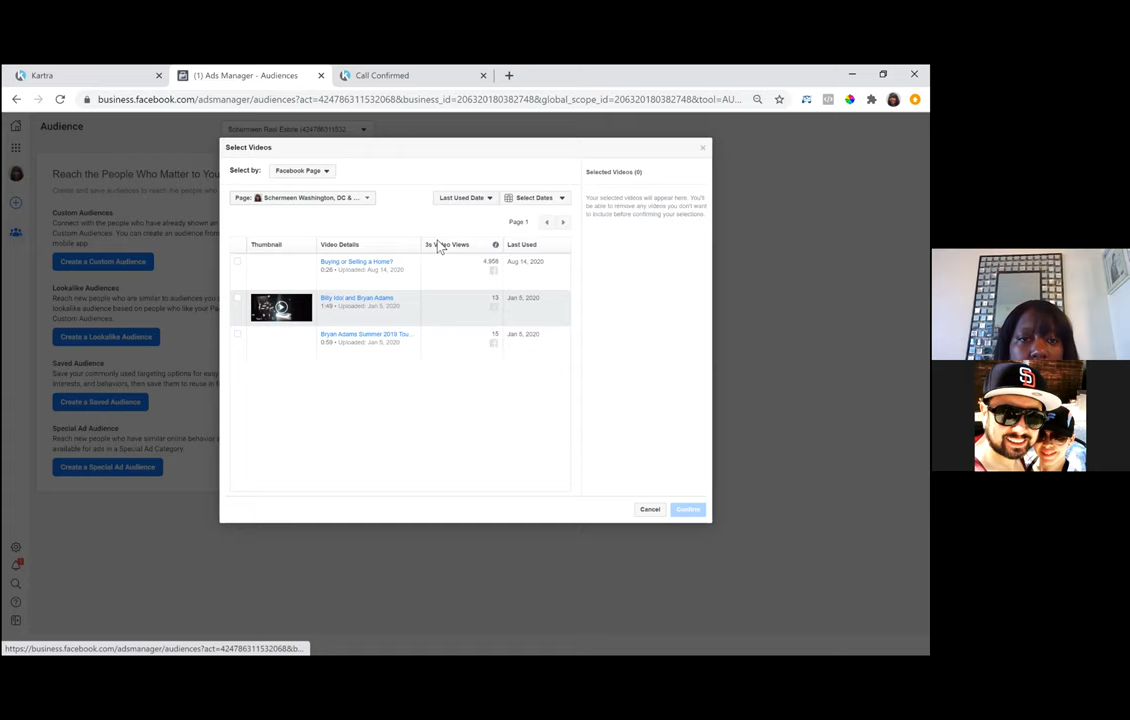 Kartra
(1) Ads Manager - Audiences
Call Confirmed
business.facebook.com/adsmanager/audiences?act=424786311532068&business_id=206320180382748&global_scope_id=206320180382748&tool=AU...
Audience
Schermeen Real Estate (424786311532...
Reach the People Who Matter to You
Create and save audiences to reach the people who
Custom Audiences
Connect with the people who have already shown an
You can create an audience from
mobile app
Create a Custom Audience
Lookalike Audiences
Reach new people who are similar to audiences you
lookalike audience based on people who like your Pa
Custom Audiences.
Create a Lookalike Audience
Saved Audience
Save your commonly used targeting options for easy
interests, and behaviors, then save them to reuse in f
Create a Saved Audience
Special Ad Audience
Reach new people who have similar online behavior
available for ads in a Special Ad Category.
Create a Special Ad Audience
Select Videos
Select by:
Facebook Page
Page:
Schermeen Washington, DC & ...
Last Used Date
Select Dates
Page 1
Thumbnail
Video Details
3s Video Views
Last Used
Buying or Selling a Home?
0:26 • Uploaded: Aug 14, 2020
4,958
Aug 14, 2020
Billy Idol and Bryan Adams
1:49 • Uploaded: Jan 5, 2020
13
Jan 5, 2020
Bryan Adams Summer 2019 Tou...
0:59 • Uploaded: Jan 5, 2020
15
Jan 5, 2020
Selected Videos (0)
Your selected videos will appear here. You'll
be able to remove any videos you don't want
to include before confirming your selections.
Cancel
Confirm
https://business.facebook.com/adsmanager/audiences?act=424786311532068&b...